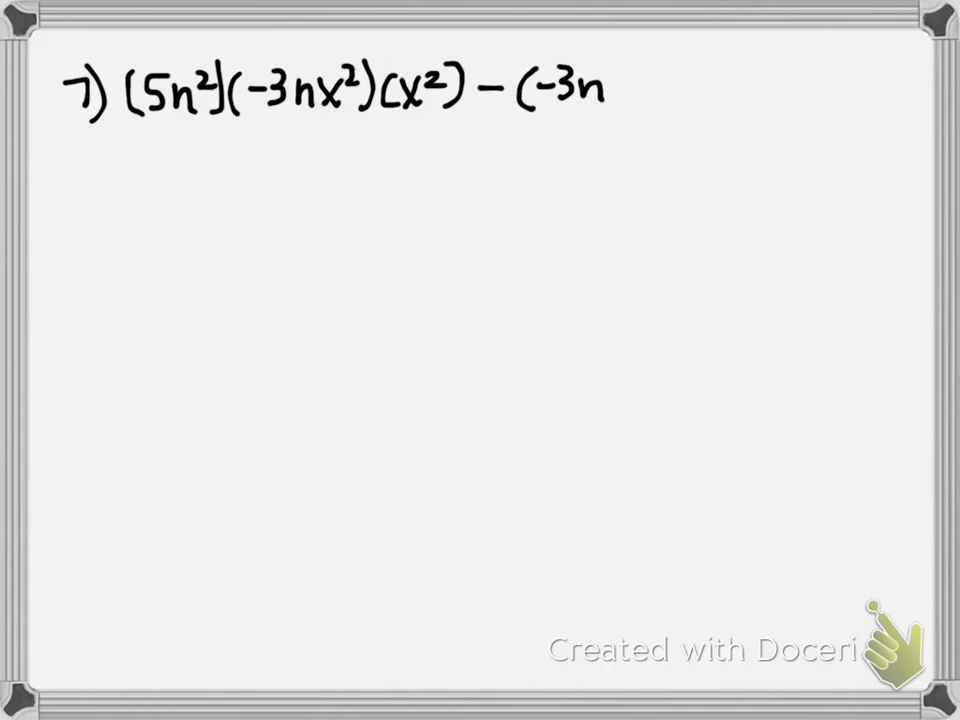 7) (5n²)(-3nx²)(x²) - (-3n
Created with Doceri